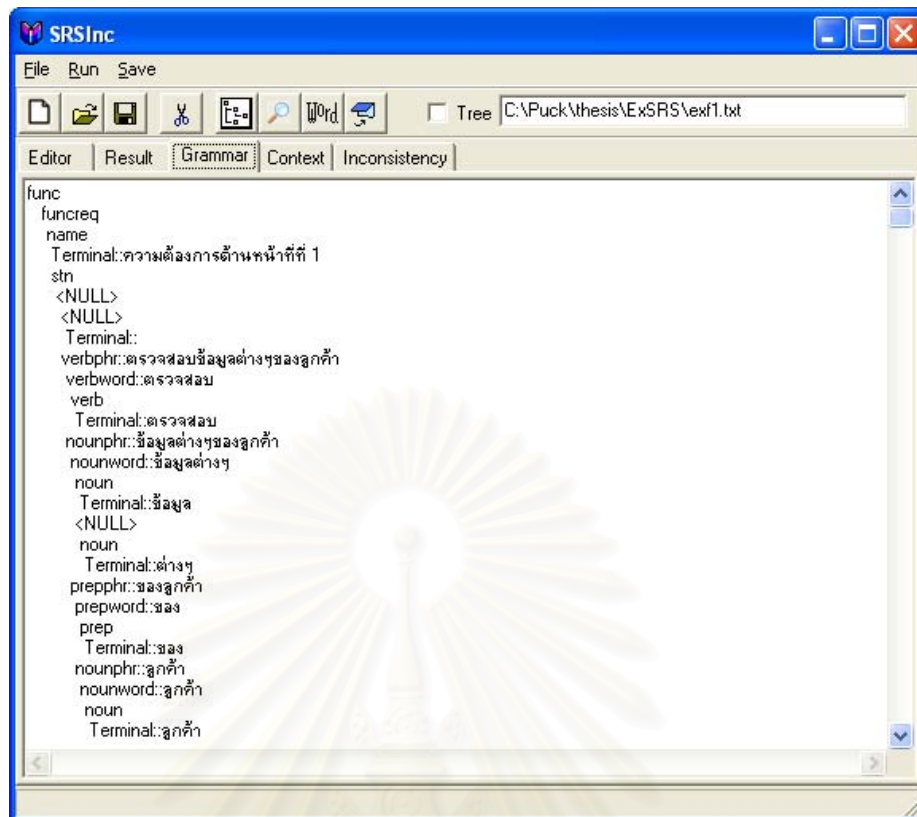 SRSInc
File Run Save
Word Tree C:\Puck\thesis\ExSRS\exf1.txt
Editor Result Grammar Context Inconsistency
func
funcreq
name
Terminal::ความต้องการด้านหน้าที่ที่ 1
stn
<NULL>
<NULL>
Terminal::
verbphr::ตรวจสอบข้อมูลต่างๆของลูกค้า
verbword::ตรวจสอบ
verb
Terminal::ตรวจสอบ
nounphr::ข้อมูลต่างๆของลูกค้า
nounword::ข้อมูลต่างๆ
noun
Terminal::ข้อมูล
<NULL>
noun
Terminal::ต่างๆ
prepphr::ของลูกค้า
prepword::ของ
prep
Terminal::ของ
nounphr::ลูกค้า
nounword::ลูกค้า
noun
Terminal::ลูกค้า